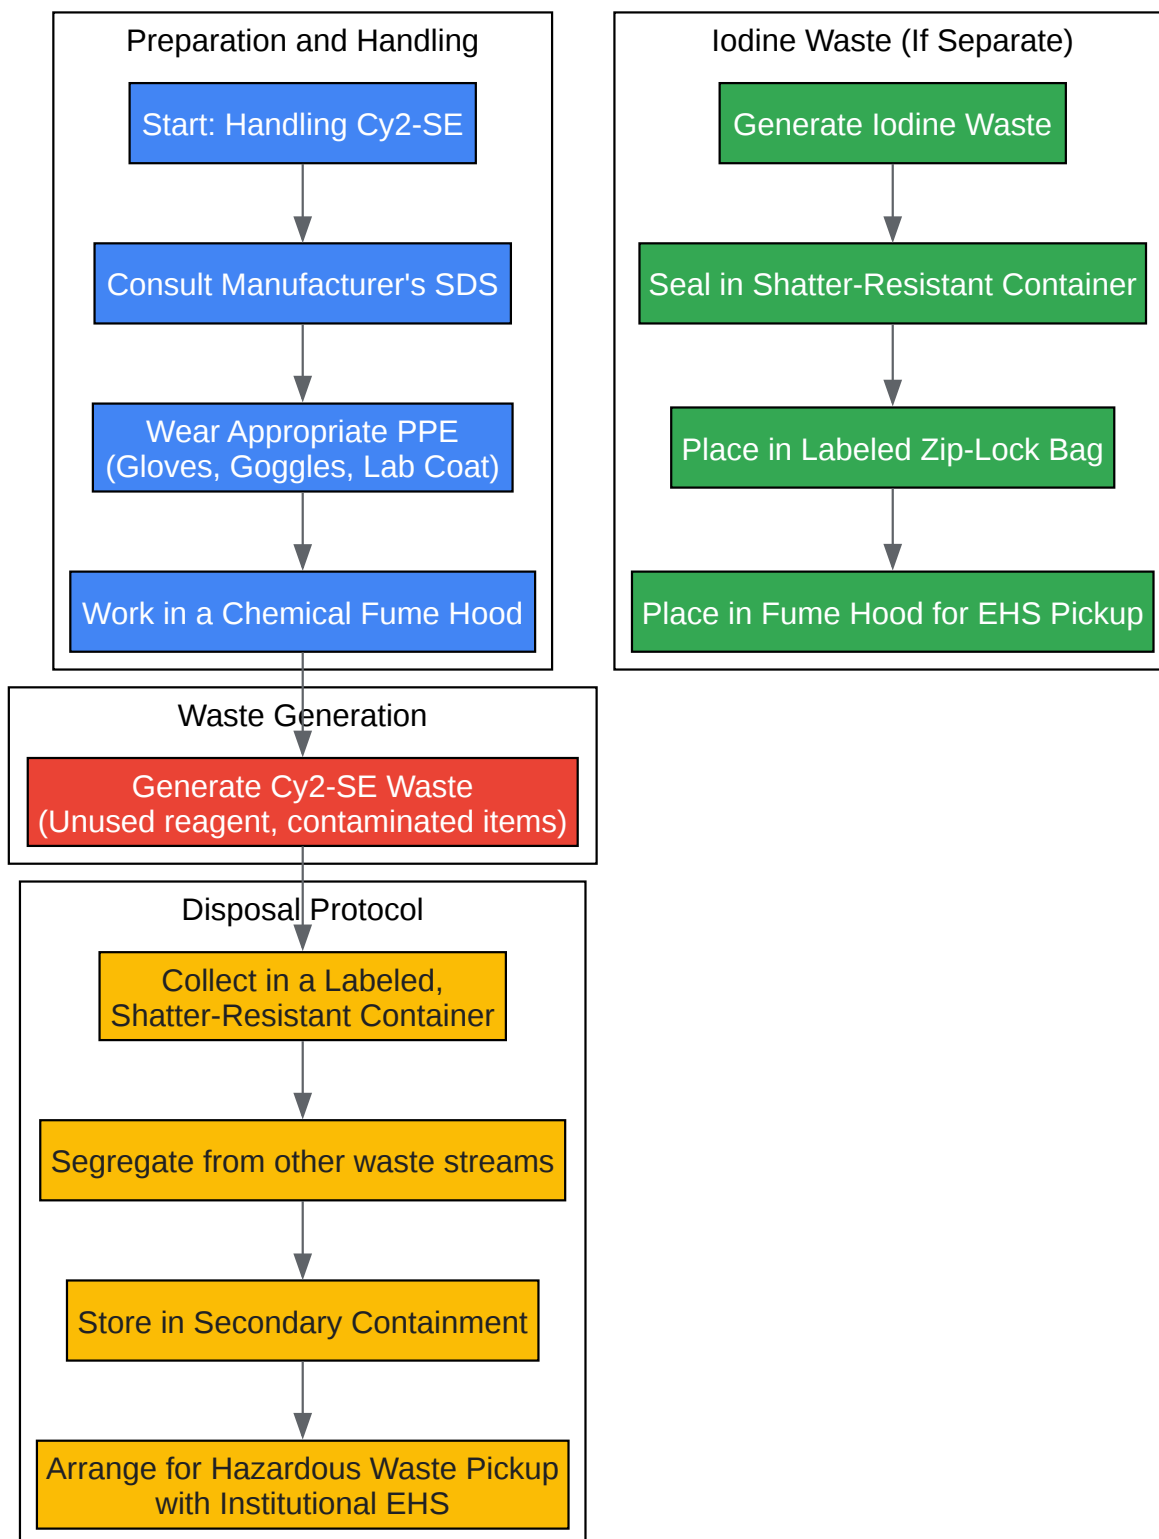 Preparation and Handling
Start: Handling Cy2-SE
Consult Manufacturer's SDS
Wear Appropriate PPE
(Gloves, Goggles, Lab Coat)
Work in a Chemical Fume Hood
Waste Generation
Generate Cy2-SE Waste
(Unused reagent, contaminated items)
Disposal Protocol
Collect in a Labeled,
Shatter-Resistant Container
Segregate from other waste streams
Store in Secondary Containment
Arrange for Hazardous Waste Pickup
with Institutional EHS
Iodine Waste (If Separate)
Generate Iodine Waste
Seal in Shatter-Resistant Container
Place in Labeled Zip-Lock Bag
Place in Fume Hood for EHS Pickup